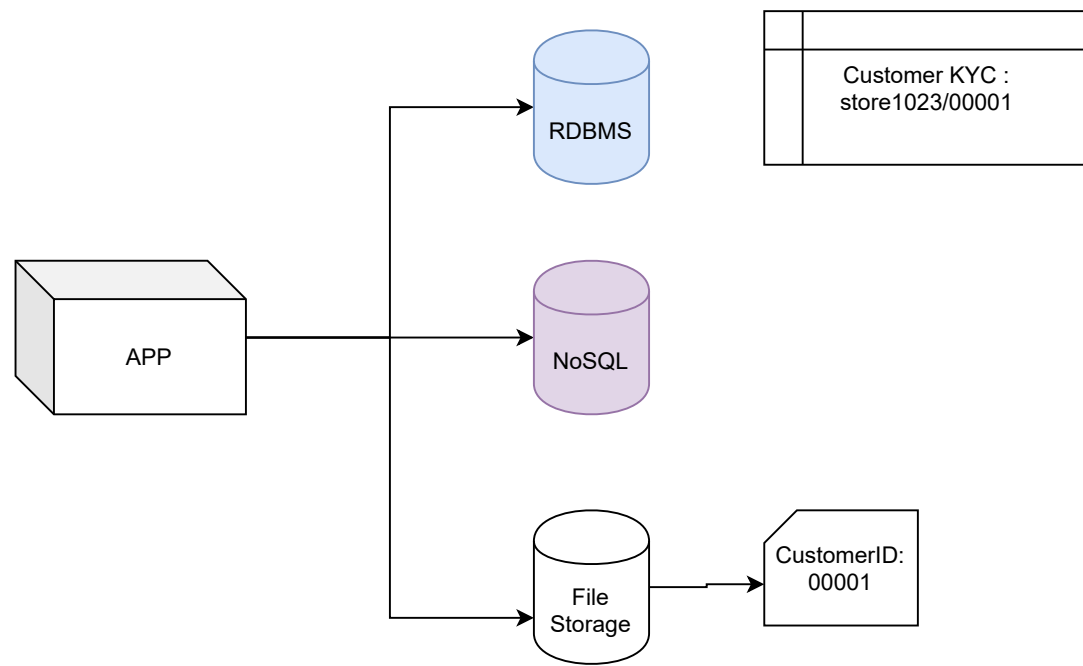 RDBMS
Customer KYC :
store1023/00001
APP
NoSQL
File
Storage
CustomerID:
00001